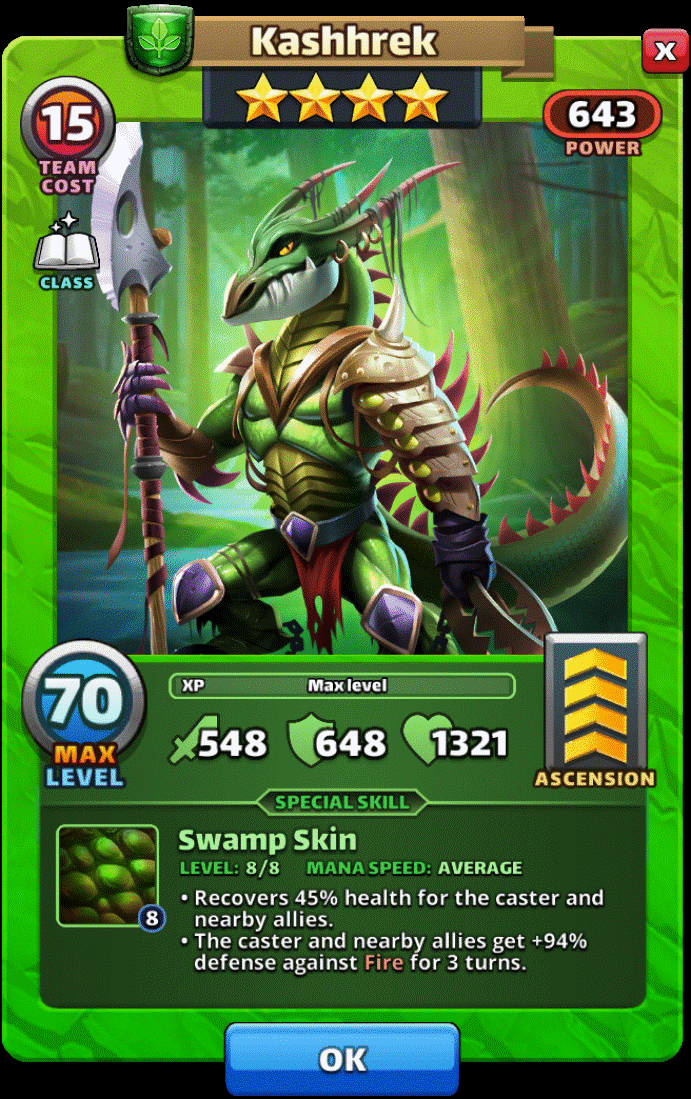 Kashhrek
X
15
TEAM
COST
643
POWER
CLASS
70
MAX
LEVEL
XP Max level
548 648 1321
ASCENSION
SPECIAL SKILL
Swamp Skin
LEVEL: 8/8 MANA SPEED: AVERAGE
8
• Recovers 45% health for the caster and
nearby allies.
• The caster and nearby allies get +94%
defense against Fire for 3 turns.
OK